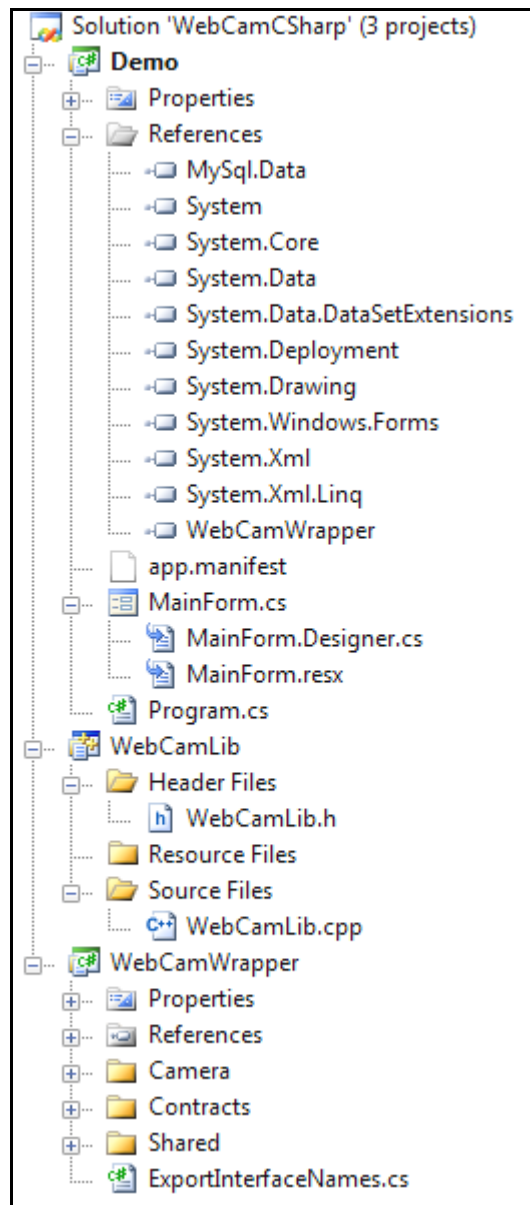 Solution 'WebCamCSharp' (3 projects)
Demo
Properties
References
MySql.Data
System
System.Core
System.Data
System.Data.DataSetExtensions
System.Deployment
System.Drawing
System.Windows.Forms
System.Xml
System.Xml.Linq
WebCamWrapper
app.manifest
MainForm.cs
MainForm.Designer.cs
MainForm.resx
Program.cs
WebCamLib
Header Files
WebCamLib.h
Resource Files
Source Files
WebCamLib.cpp
WebCamWrapper
Properties
References
Camera
Contracts
Shared
ExportInterfaceNames.cs